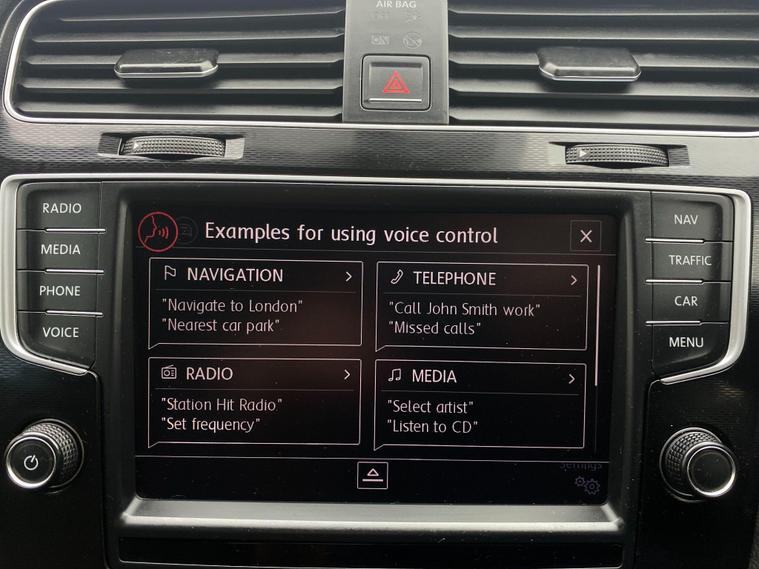 AIR BAG
RADIO
MEDIA
PHONE
VOICE
Examples for using voice control
NAVIGATION
"Navigate to London"
"Nearest car park"
TELEPHONE
"Call John Smith work"
"Missed calls"
RADIO
"Station Hit Radio."
"Set frequency"
MEDIA
"Select artist"
"Listen to CD"
Settings
NAV
TRAFFIC
CAR
MENU